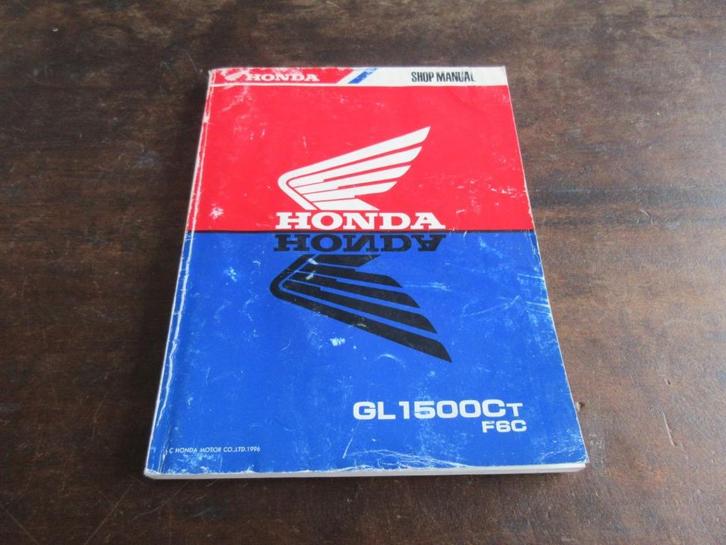 HONDA
SHOP MANUAL
HONDA
HONDA
GL1500CT
F6C
C HONDA MOTOR CO.,LTD.1996